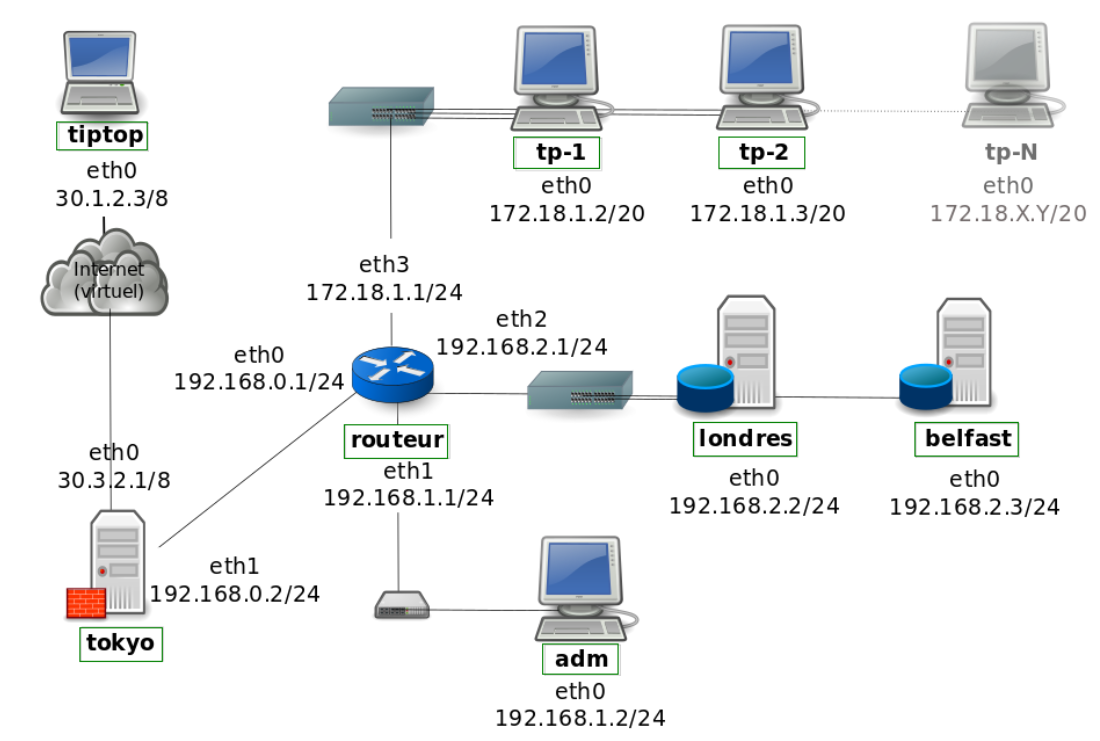 tiptop
eth0
30.1.2.3/8
Internet
(virtuel)
eth0
30.3.2.1/8
tokyo
eth1
192.168.0.2/24
eth0
192.168.0.1/24
routeur
eth3
172.18.1.1/24
eth2
192.168.2.1/24
eth1
192.168.1.1/24
tp-1
eth0
172.18.1.2/20
tp-2
eth0
172.18.1.3/20
tp-N
eth0
172.18.X.Y/20
londres
eth0
192.168.2.2/24
belfast
eth0
192.168.2.3/24
adm
eth0
192.168.1.2/24